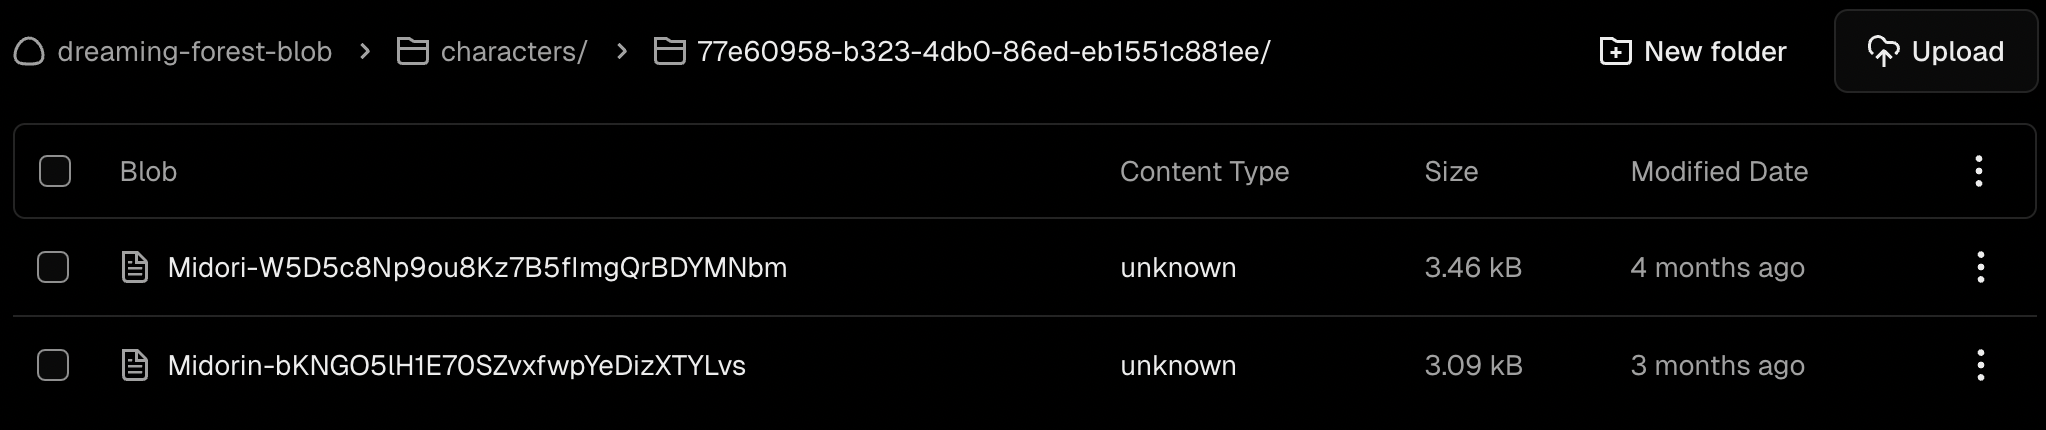 dreaming-forest-blob > characters/ > 77e60958-b323-4db0-86ed-eb1551c881ee/ New folder Upload
Blob Content Type Size Modified Date
Midori-W5D5c8Np9ou8Kz7B5fImgQrBDYMNbm unknown 3.46 kB 4 months ago
Midorin-bKNGO5lH1E70SZvxfwpYeDizXTYLvs unknown 3.09 kB 3 months ago